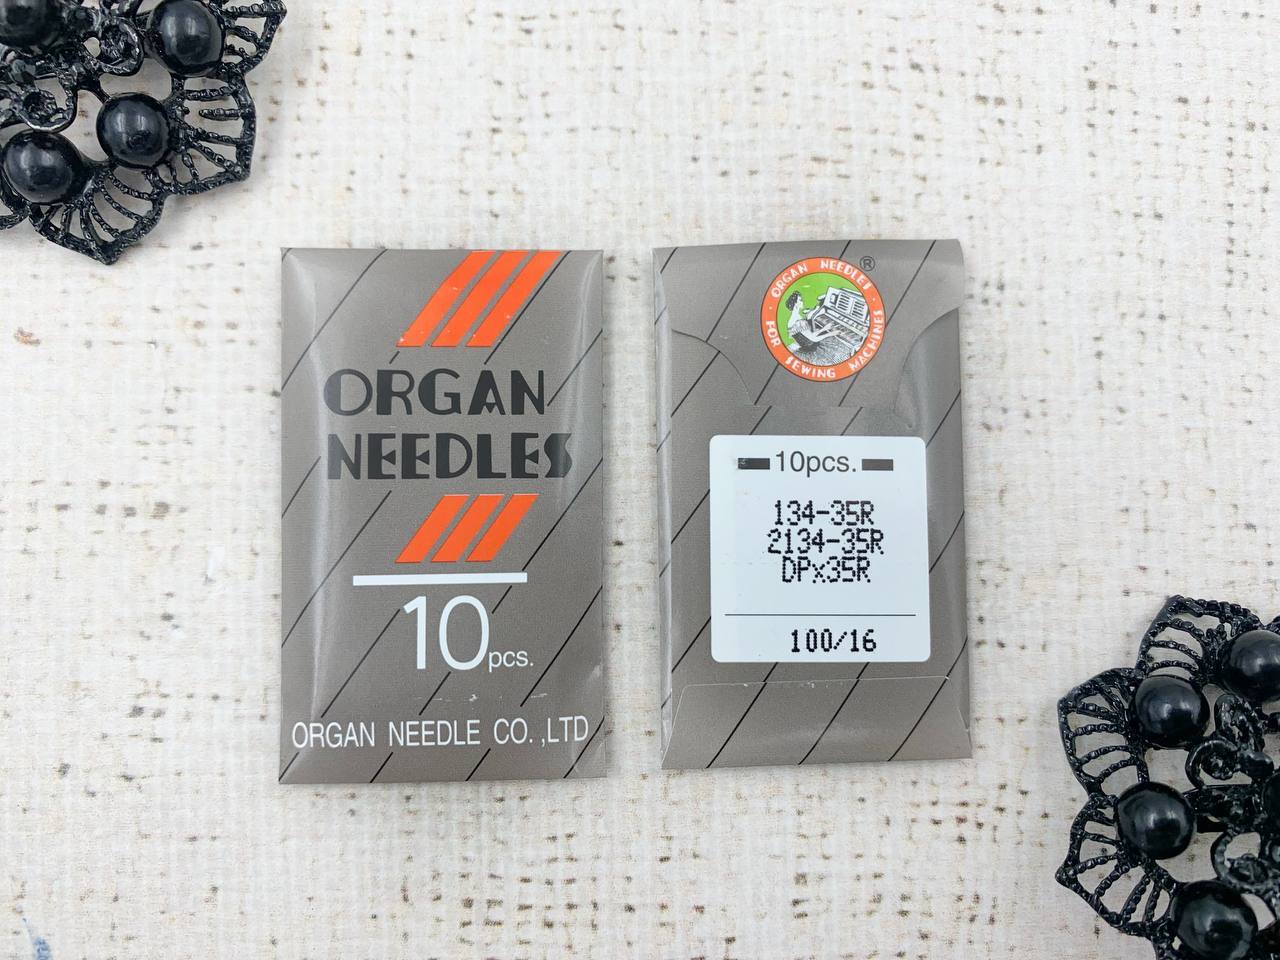 ORGAN
NEEDLES
10pcs.
ORGAN NEEDLE CO.,LTD
ORGAN NEEDLES ®
FOR SEWING MACHINES
10pcs.
134-35R
2134-35R
DPx35R
100/16